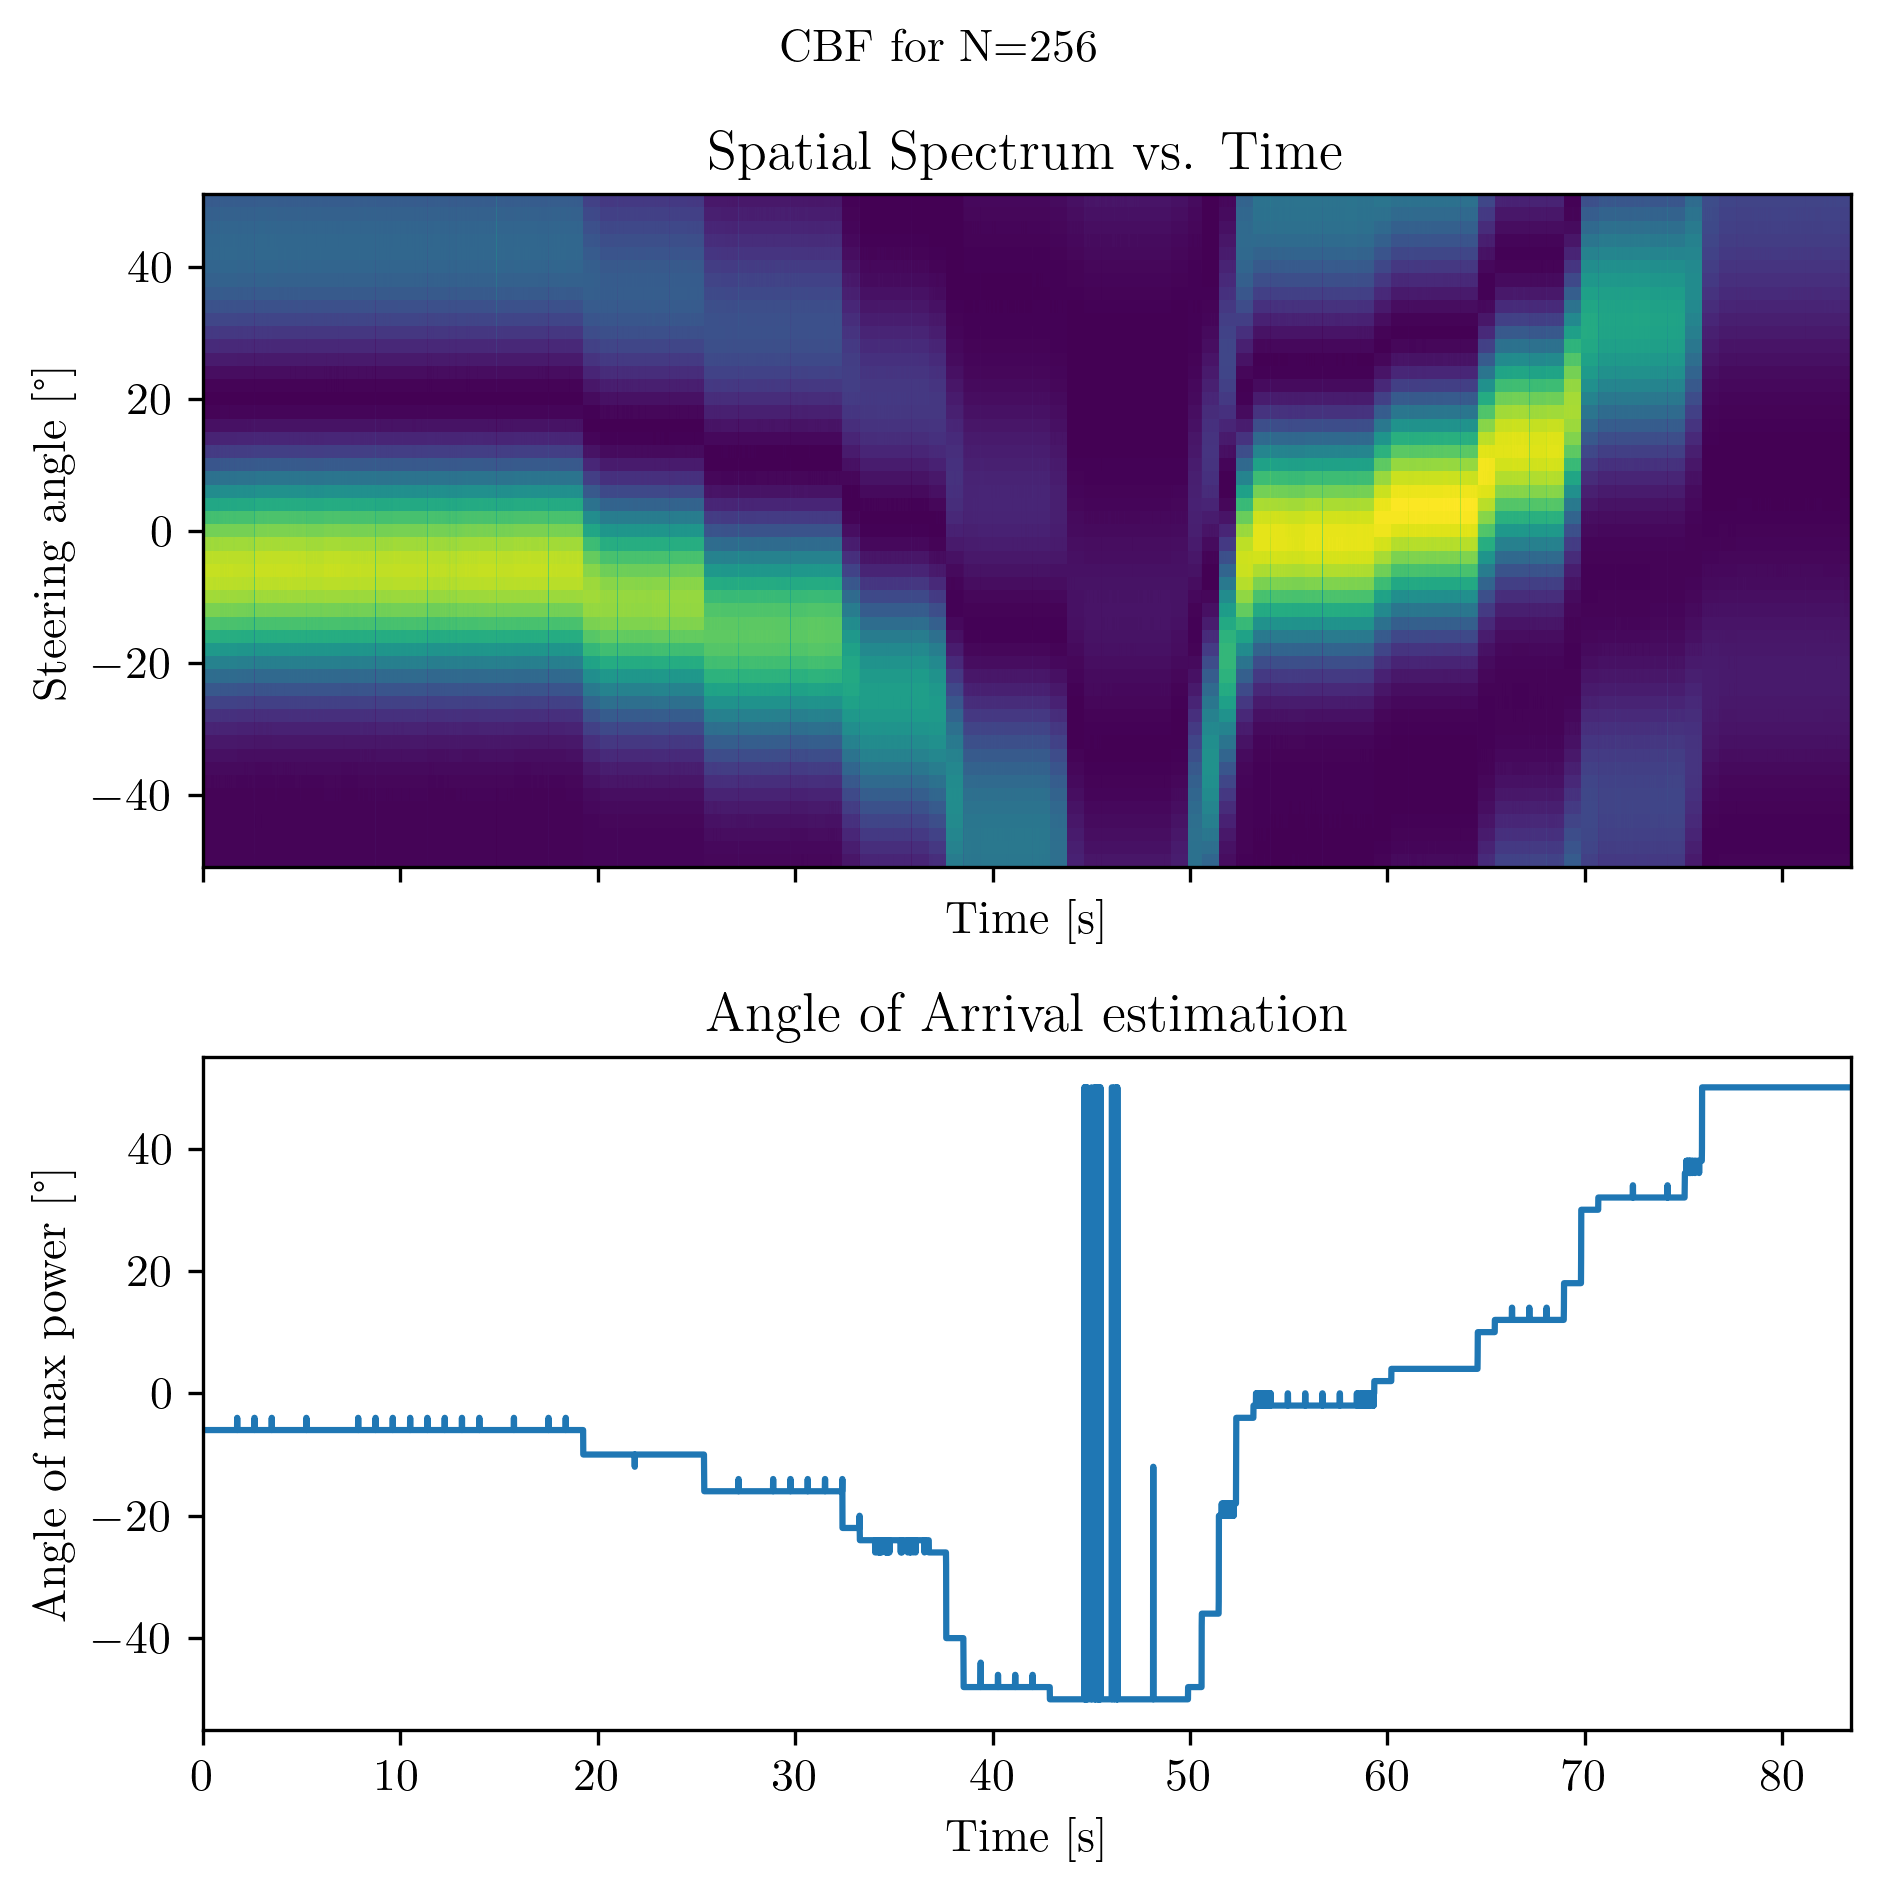 CBF for N=256
Spatial Spectrum vs. Time
40
20
0
−20
−40
Steering angle [°]
Time [s]
Angle of Arrival estimation
40
20
0
−20
−40
Angle of max power [°]
0 10 20 30 40 50 60 70 80
Time [s]